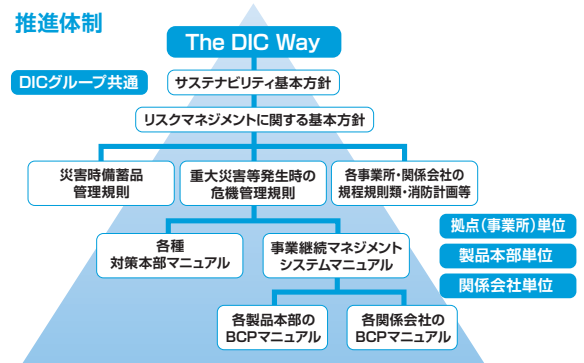 推進体制
The DIC Way
DICグループ共通
サステナビリティ基本方針
リスクマネジメントに関する基本方針
災害時備蓄品
管理規則
重大災害等発生時の
危機管理規則
各事業所・関係会社の
規程規則類・消防計画等
拠点（事業所）単位
各種
対策本部マニュアル
事業継続マネジメント
システムマニュアル
製品本部単位
関係会社単位
各製品本部の
BCPマニュアル
各関係会社の
BCPマニュアル